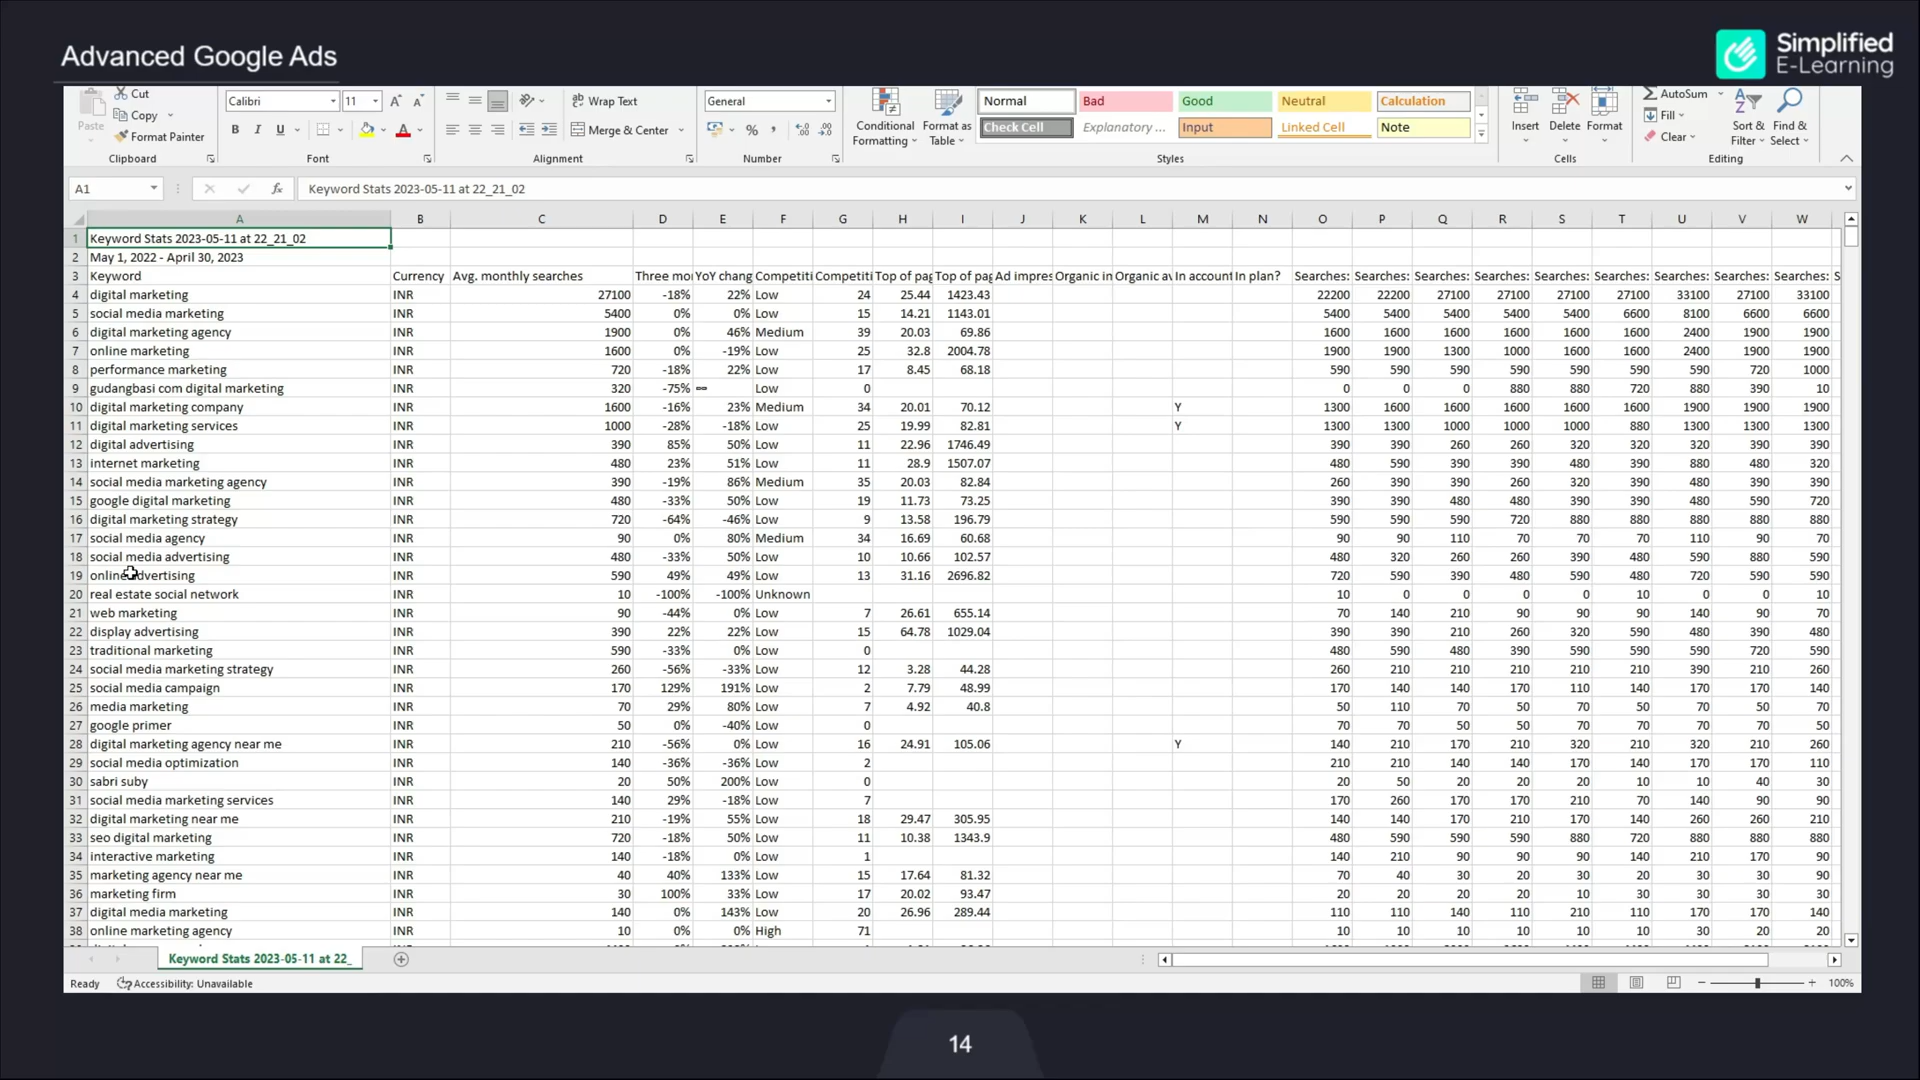 Advanced Google Ads
Simplified
E-Learning
Cut
Copy
Format Painter
Paste
Clipboard
Calibri 11
B I U
Font
Wrap Text
Merge & Center
Alignment
General
Number
Conditional Formatting
Format as Table
Normal Bad Good Neutral Calculation
Check Cell Explanatory ... Input Linked Cell Note
Styles
Insert Delete Format
Cells
AutoSum
Fill
Clear
Sort & Filter
Find & Select
Editing
A1 fx Keyword Stats 2023-05-11 at 22_21_02
A B C D E F G H I J K L M N O P Q R S T U V W
1 Keyword Stats 2023-05-11 at 22_21_02
2 May 1, 2022 - April 30, 2023
3 Keyword Currency Avg. monthly searches Three mo YoY chang Competiti Competiti Top of pag Top of pag Ad impres Organic in Organic av In account In plan? Searches: Searches: Searches: Searches: Searches: Searches: Searches: Searches: Searches: S
4 digital marketing INR 27100 -18% 22% Low 24 25.44 1423.43 22200 22200 27100 27100 27100 27100 33100 27100 33100
5 social media marketing INR 5400 0% 0% Low 15 14.21 1143.01 5400 5400 5400 5400 5400 6600 8100 6600 6600
6 digital marketing agency INR 1900 0% 46% Medium 39 20.03 69.86 1600 1600 1600 1600 1600 1600 2400 1900 1900
7 online marketing INR 1600 0% -19% Low 25 32.8 2004.78 1900 1900 1300 1000 1600 1600 2400 1900 1900
8 performance marketing INR 720 -18% 22% Low 17 8.45 68.18 590 590 590 590 590 590 590 720 1000
9 gudangbasi com digital marketing INR 320 -75% Low 0 0 0 0 880 880 720 880 390 10
10 digital marketing company INR 1600 -16% 23% Medium 34 20.01 70.12 Y 1300 1600 1600 1600 1600 1600 1900 1900 1900
11 digital marketing services INR 1000 -28% -18% Low 25 19.99 82.81 Y 1300 1300 1000 1000 1000 880 1300 1000 1300
12 digital advertising INR 390 85% 50% Low 11 22.96 1746.49 390 390 260 260 320 320 320 390 390
13 internet marketing INR 480 23% 51% Low 11 28.9 1507.07 480 590 390 390 480 390 880 480 320
14 social media marketing agency INR 390 -19% 86% Medium 35 20.03 82.84 260 390 390 260 390 320 480 390 390
15 google digital marketing INR 480 -33% 50% Low 19 11.73 73.25 390 390 480 480 390 390 480 590 720
16 digital marketing strategy INR 720 -64% -46% Low 9 13.58 196.79 590 590 590 720 880 880 880 880 590
17 social media agency INR 90 0% 80% Medium 34 16.69 60.68 90 90 110 70 70 70 110 90 70
18 social media advertising INR 480 -33% 50% Low 10 10.66 102.57 480 320 260 260 390 480 590 880 590
19 online advertising INR 590 49% 49% Low 13 31.16 2696.82 720 590 390 480 590 480 720 590 590
20 real estate social network INR 10 -100% -100% Unknown 10 0 0 0 0 10 0 0 10
21 web marketing INR 90 -44% 0% Low 7 26.61 655.14 70 140 210 90 90 90 140 90 70
22 display advertising INR 390 22% 22% Low 15 64.78 1029.04 390 390 210 260 320 590 480 390 480
23 traditional marketing INR 590 -33% 0% Low 0 480 590 480 390 590 590 590 720 590
24 social media marketing strategy INR 260 -56% -33% Low 12 3.28 44.28 260 210 210 210 210 210 390 210 260
25 social media campaign INR 170 129% 191% Low 2 7.79 48.99 170 140 140 170 110 140 170 170 140
26 media marketing INR 70 29% 80% Low 7 4.92 40.8 50 110 70 50 70 50 70 50 70
27 google primer INR 50 0% -40% Low 0 70 70 50 50 70 70 70 70 50
28 digital marketing agency near me INR 210 -56% 0% Low 16 24.91 105.06 Y 140 210 170 210 320 210 320 210 260
29 social media optimization INR 140 -36% -36% Low 2 210 210 140 140 170 140 170 170 110
30 sabri suby INR 20 50% 200% Low 0 20 50 20 20 20 10 10 40 30
31 social media marketing services INR 140 29% -18% Low 7 170 260 170 170 210 70 140 90 90
32 digital marketing near me INR 210 -19% 55% Low 18 29.47 305.95 140 140 170 210 170 140 260 260 210
33 seo digital marketing INR 720 -18% 50% Low 11 10.38 1343.9 480 590 590 590 880 720 880 880 880
34 interactive marketing INR 140 -18% 0% Low 1 140 210 90 90 90 140 210 170 90
35 marketing agency near me INR 40 40% 133% Low 15 17.64 81.32 70 40 30 20 20 30 30 30 90
36 marketing firm INR 30 100% 33% Low 17 20.02 93.47 20 20 20 20 10 30 30 30 30
37 digital media marketing INR 140 0% 143% Low 20 26.96 289.44 110 110 140 110 210 110 170 170 140
38 online marketing agency INR 10 0% 0% High 71 10 10 10 10 10 10 30 20 20
Keyword Stats 2023-05-11 at 22_
Ready Accessibility: Unavailable 100%
14